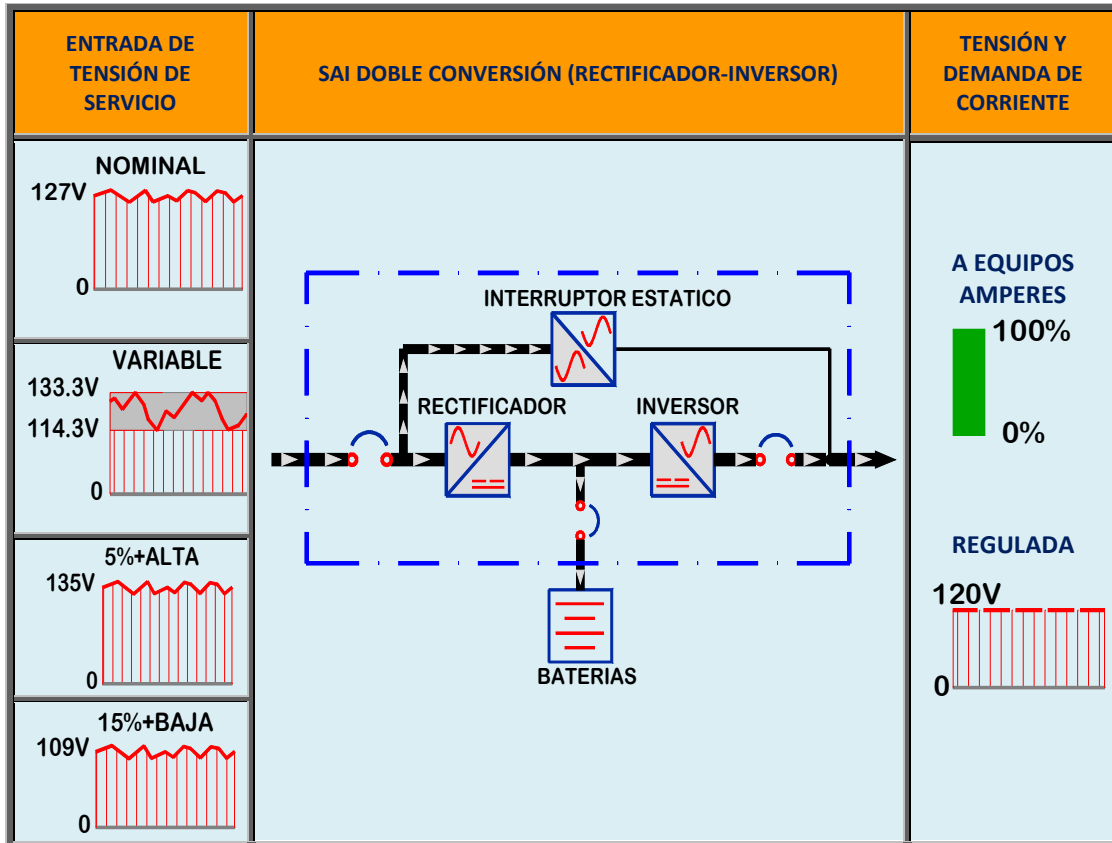 ENTRADA DE
TENSIÓN DE
SERVICIO
SAI DOBLE CONVERSIÓN (RECTIFICADOR-INVERSOR)
TENSIÓN Y
DEMANDA DE
CORRIENTE
NOMINAL
127V
0
VARIABLE
133.3V
114.3V
0
5%+ALTA
135V
0
15%+BAJA
109V
0
INTERRUPTOR ESTATICO
RECTIFICADOR
INVERSOR
BATERIAS
A EQUIPOS
AMPERES
100%
0%
REGULADA
120V
0